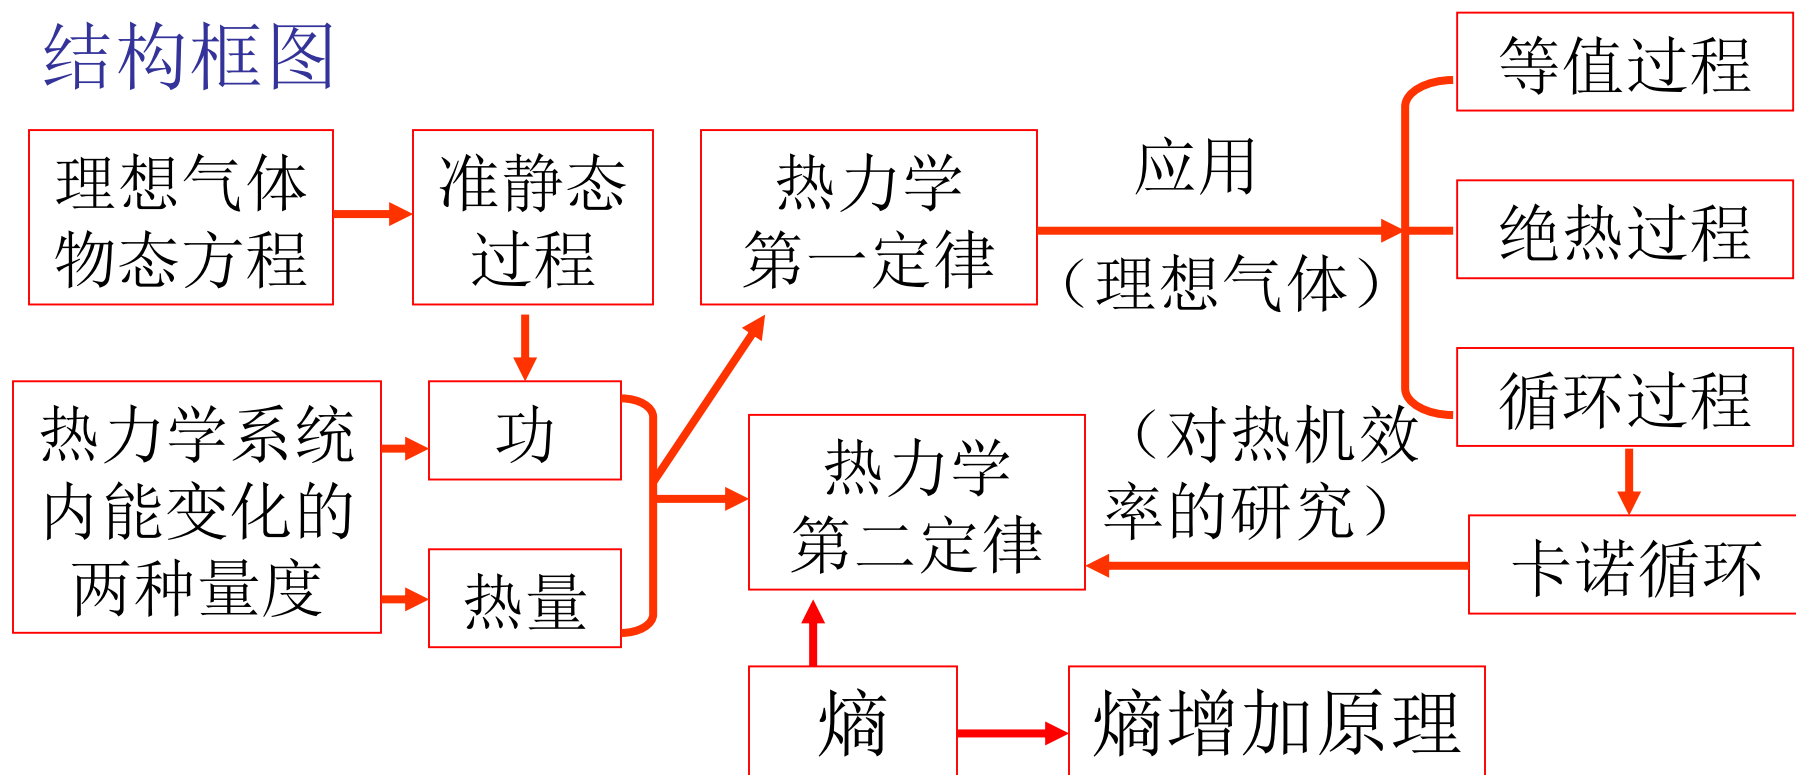 结构框图
理想气体
物态方程
准静态
过程
热力学
第一定律
应用
（理想气体）
等值过程
绝热过程
循环过程
热力学系统
内能变化的
两种量度
功
热量
热力学
第二定律
（对热机效
率的研究）
卡诺循环
熵
熵增加原理